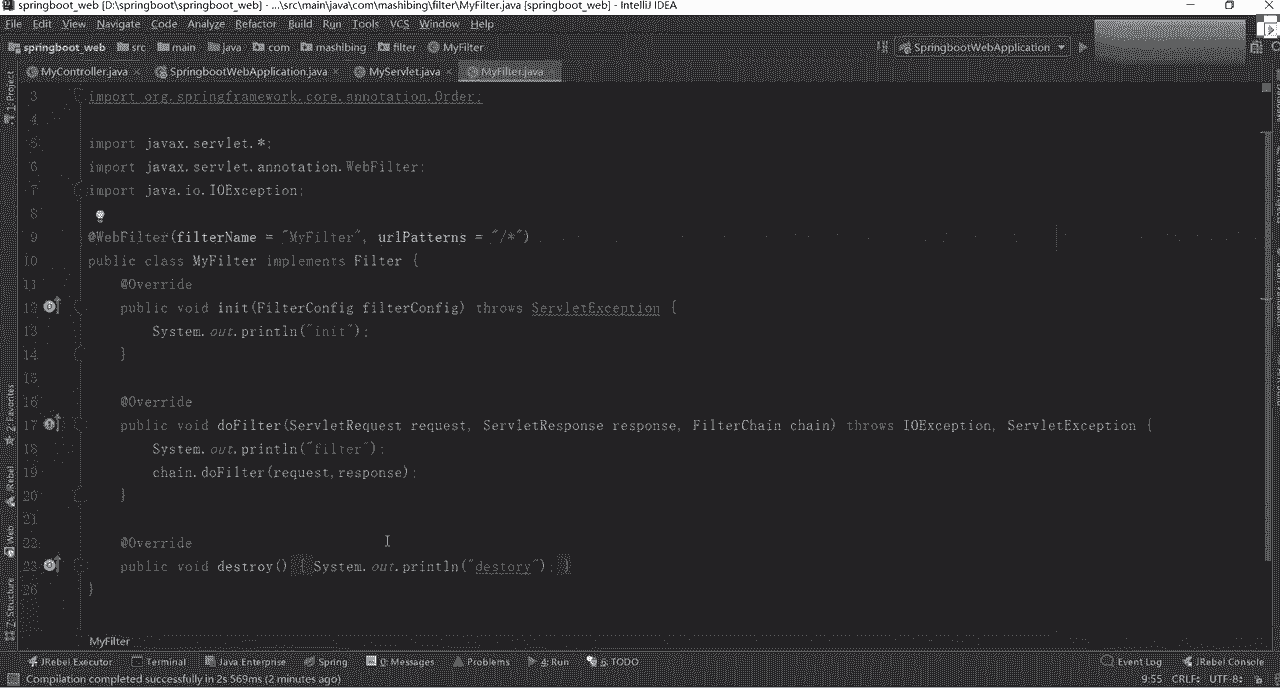 springboot_web [D:\springboot\springboot_web] - ...\src\main\java\com\mashibing\filter\MyFilter.java [springboot_web] - IntelliJ IDEA
File Edit View Navigate Code Analyze Refactor Build Run Tools VCS Window Help
springboot_web src main java com mashibing filter MyFilter SpringbootWebApplication
MyController.java SpringbootWebApplication.java MyServlet.java MyFilter.java
1: Project
3 import org.springframework.core.annotation.Order;
4
5 import javax.servlet.*;
6 import javax.servlet.annotation.WebFilter;
7 import java.io.IOException;
8
9 @WebFilter(filterName = "MyFilter", urlPatterns = "/*")
10 public class MyFilter implements Filter {
11 @Override
12 public void init(FilterConfig filterConfig) throws ServletException {
13 System.out.println("init");
14 }
15
16 @Override
17 public void doFilter(ServletRequest request, ServletResponse response, FilterChain chain) throws IOException, ServletException {
18 System.out.println("filter");
19 chain.doFilter(request,response);
20 }
21
22 @Override
23 public void destroy() { System.out.println("destory"); }
26 }
2: Favorites
JRebel
Web
7: Structure
MyFilter
JRebel Executor Terminal Java Enterprise Spring 0: Messages Problems 4: Run 6: TODO Event Log JRebel Console
Compilation completed successfully in 2s 569ms (2 minutes ago) 9:55 CRLF: UTF-8: